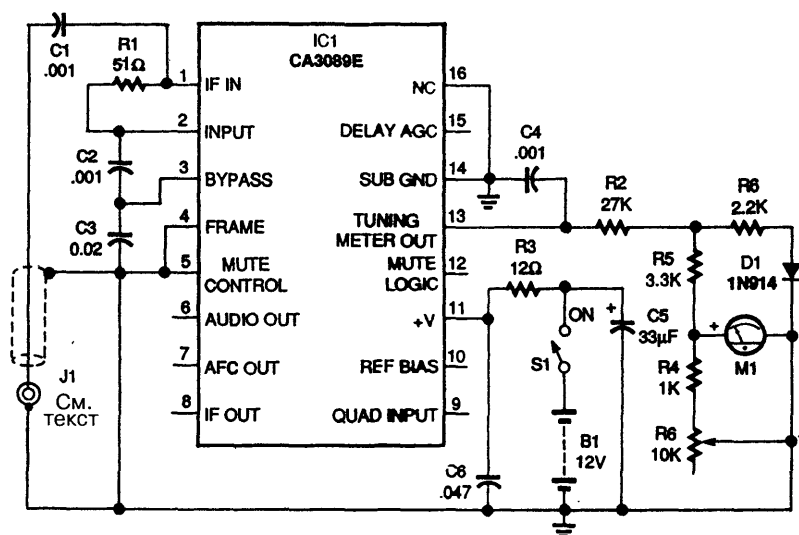 C1
.001
R1
51Ω
IC1
CA3089E
1
IF IN
2
INPUT
C2
.001
3
BYPASS
4
FRAME
C3
0.02
5
MUTE
CONTROL
6
AUDIO OUT
7
AFC OUT
8
IF OUT
J1
См.
текст
16
NC
15
DELAY AGC
14
SUB GND
13
TUNING
METER OUT
12
MUTE
LOGIC
11
+V
10
REF BIAS
9
QUAD INPUT
C4
.001
R2
27K
R6
2.2K
R3
12Ω
R5
3.3K
D1
1N914
ON
S1
+
C5
33µF
+
M1
R4
1K
R6
10K
B1
12V
C6
.047